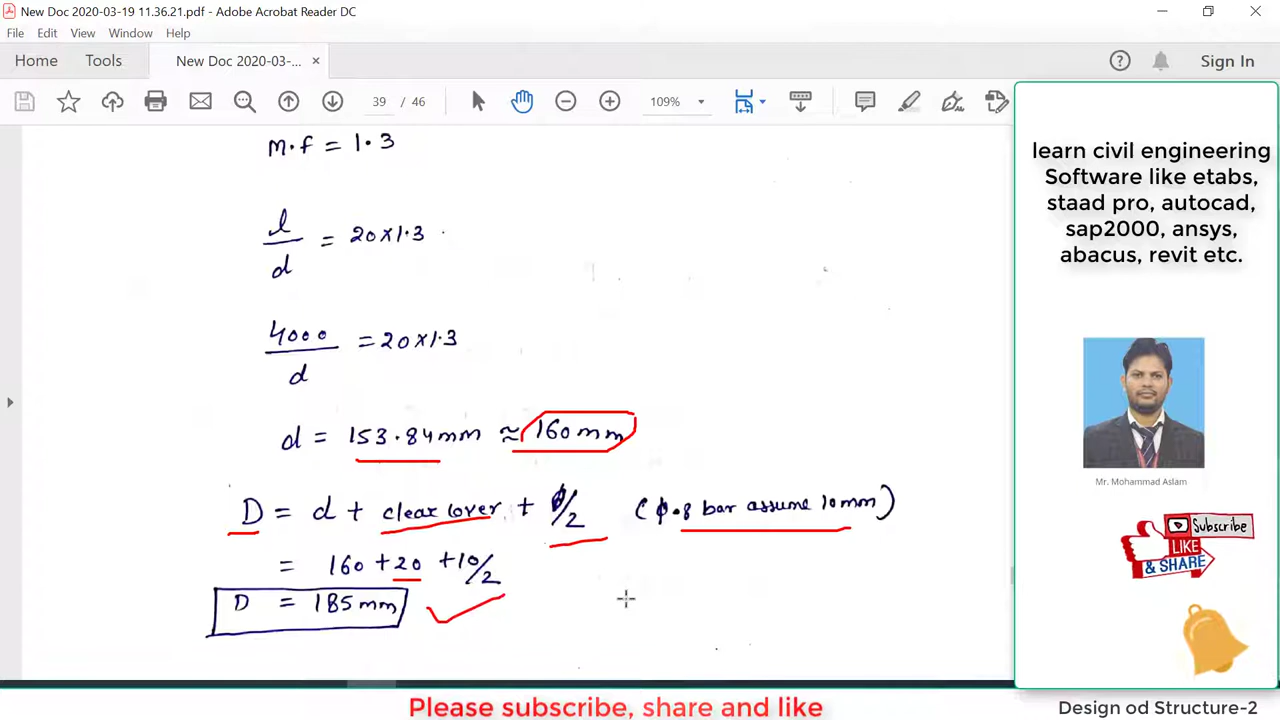 New Doc 2020-03-19 11.36.21.pdf - Adobe Acrobat Reader DC
File Edit View Window Help
Home Tools New Doc 2020-03-... × Sign In
39 / 46 109%
m.f = 1.3
l/d = 20×1.3
4000/d = 20×1.3
d = 153.84mm ≈ 160mm
D = d + clear cover + φ/2 (φ.g bar assume 10mm)
= 160 + 20 + 10/2
D = 185mm
learn civil engineering
Software like etabs,
staad pro, autocad,
sap2000, ansys,
abacus, revit etc.
Mr. Mohammad Aslam
Subscribe
LIKE
& SHARE
Please subscribe, share and like
Design od Structure-2